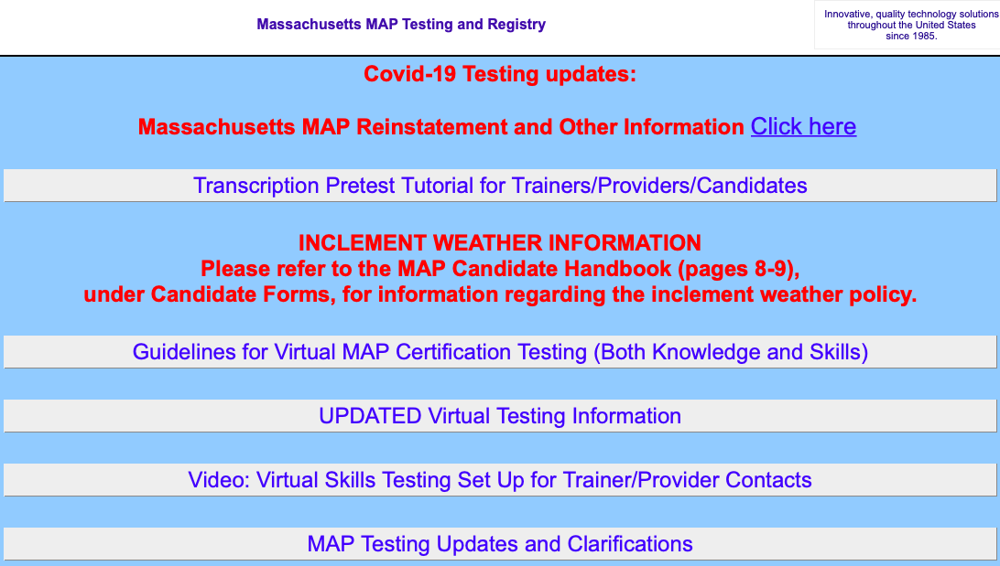 Massachusetts MAP Testing and Registry
Innovative, quality technology solutions
throughout the United States
since 1985.
Covid-19 Testing updates:
Massachusetts MAP Reinstatement and Other Information Click here
Transcription Pretest Tutorial for Trainers/Providers/Candidates
INCLEMENT WEATHER INFORMATION
Please refer to the MAP Candidate Handbook (pages 8-9),
under Candidate Forms, for information regarding the inclement weather policy.
Guidelines for Virtual MAP Certification Testing (Both Knowledge and Skills)
UPDATED Virtual Testing Information
Video: Virtual Skills Testing Set Up for Trainer/Provider Contacts
MAP Testing Updates and Clarifications